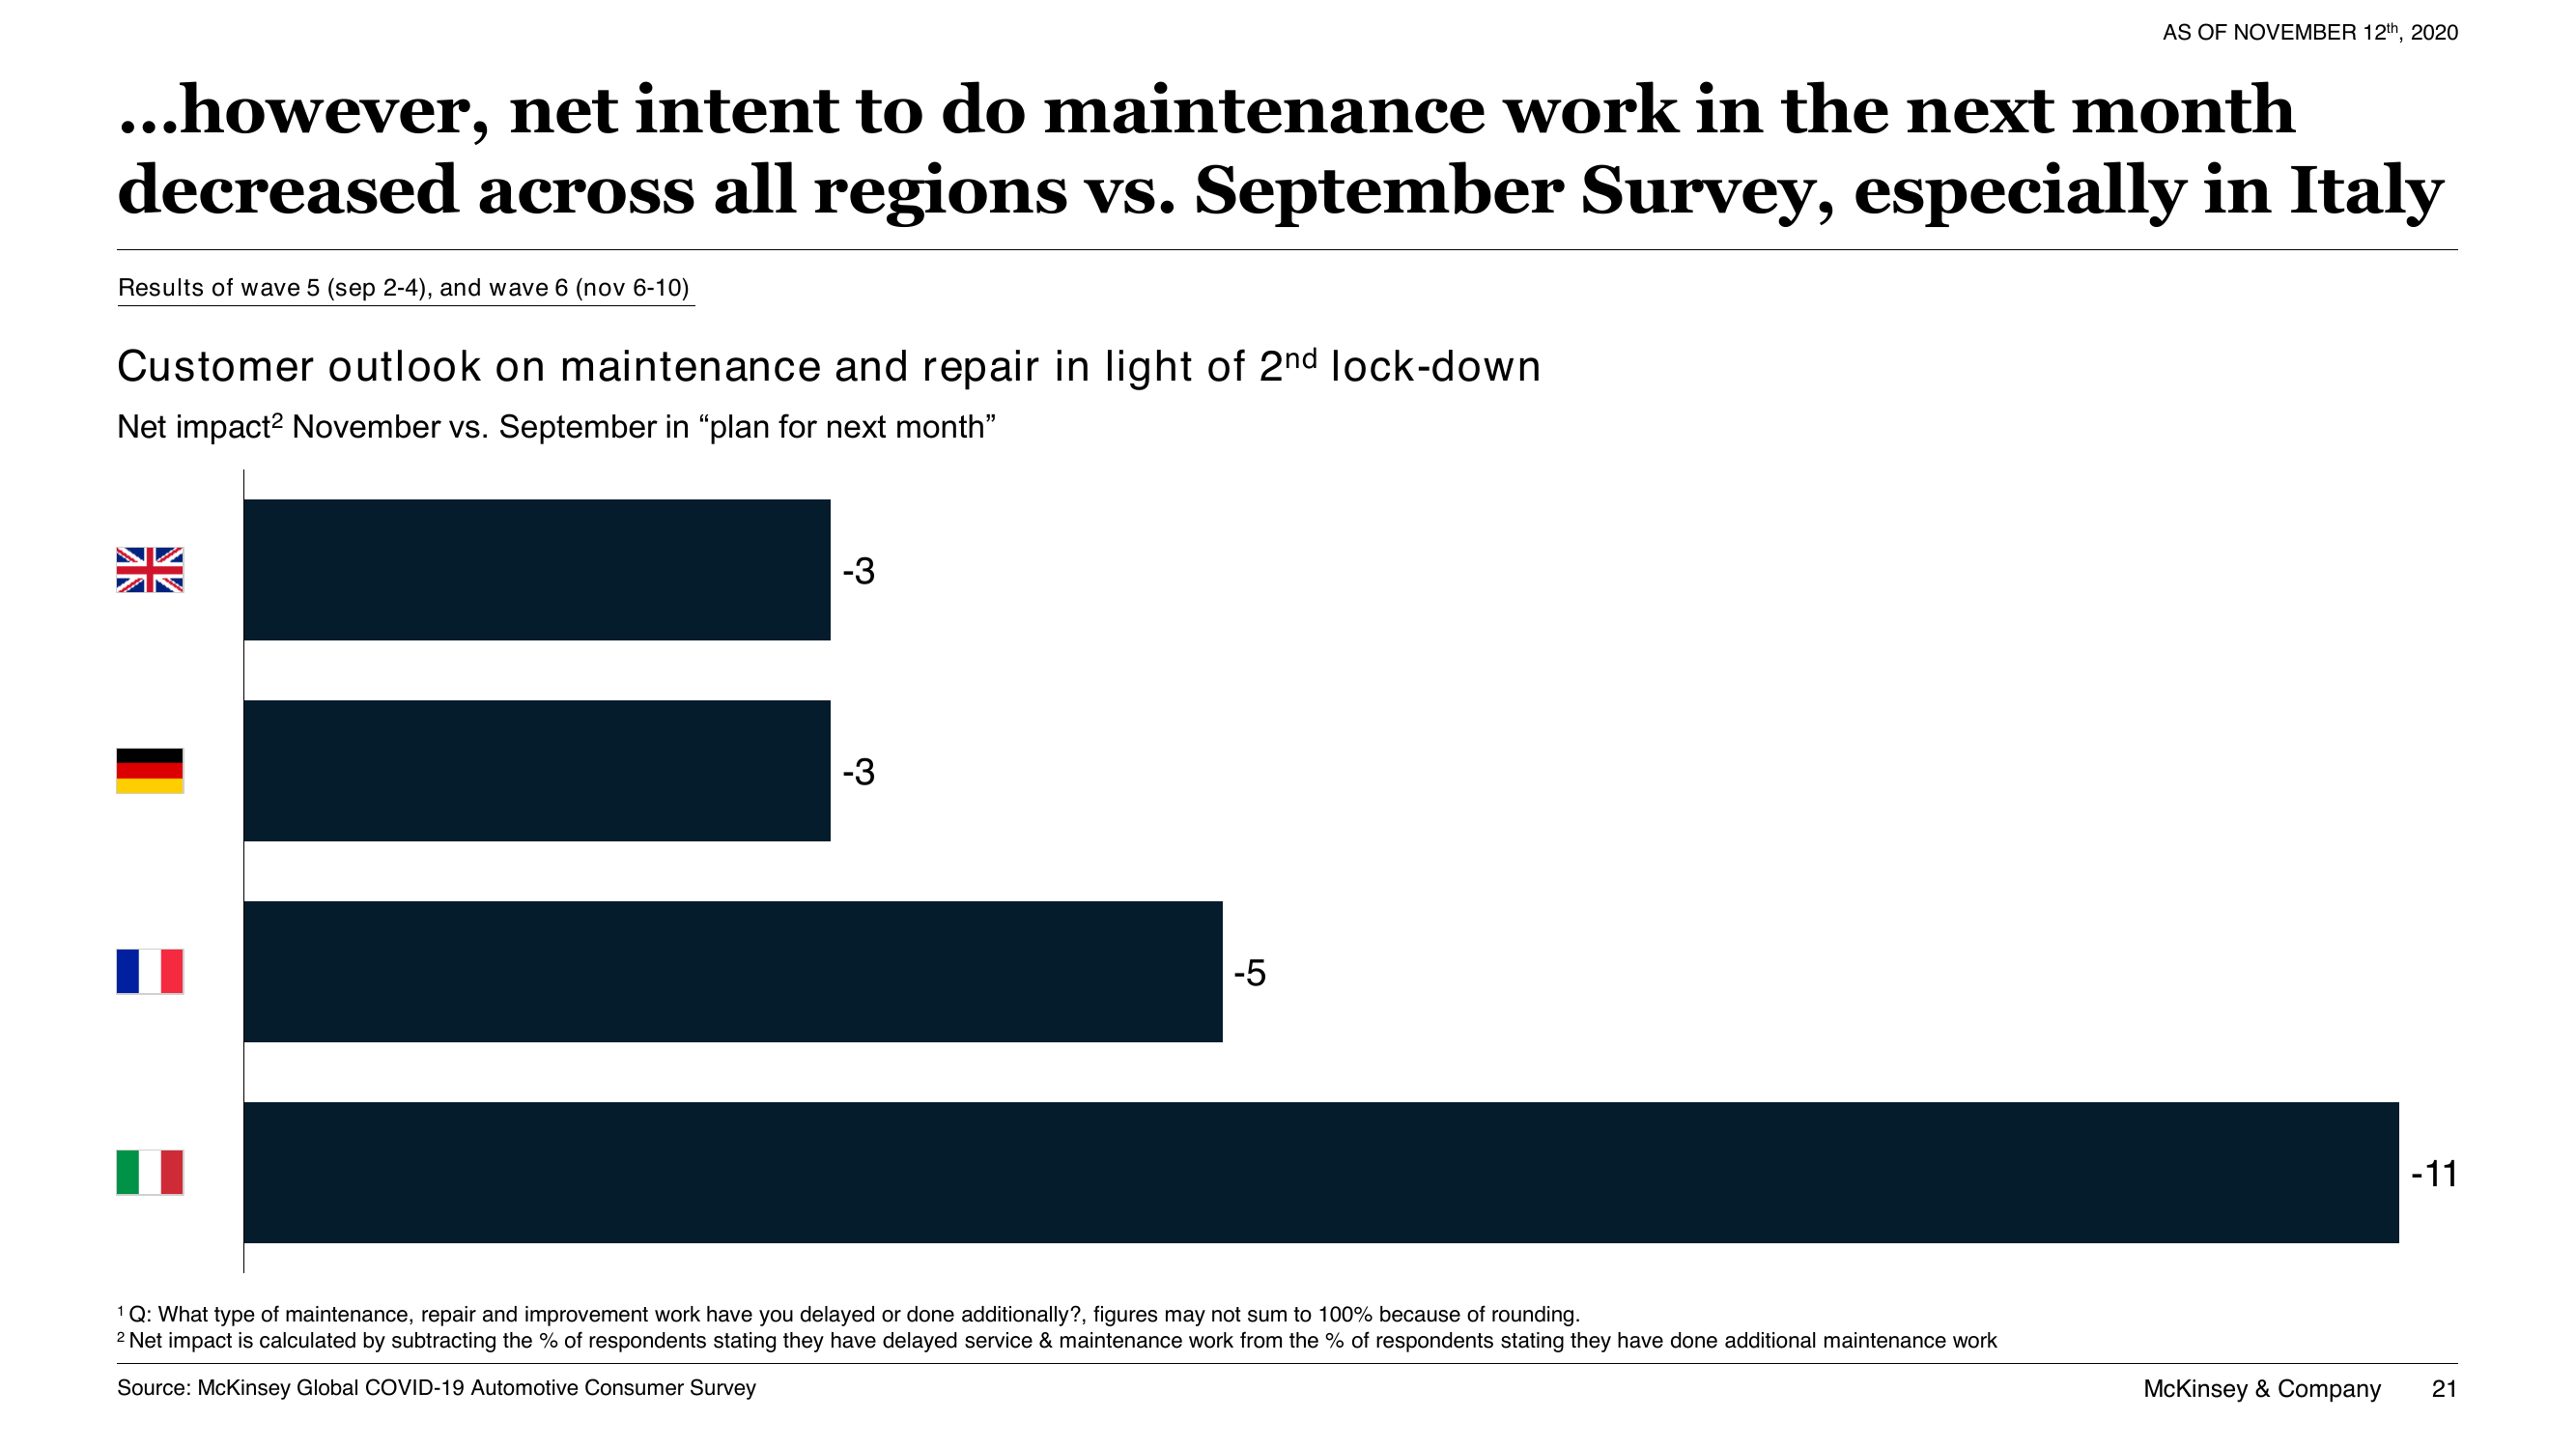 AS OF NOVEMBER 12th, 2020
...however, net intent to do maintenance work in the next month
decreased across all regions vs. September Survey, especially in Italy
Results of wave 5 (sep 2-4), and wave 6 (nov 6-10)
Customer outlook on maintenance and repair in light of 2nd lock-down
Net impact2 November vs. September in “plan for next month”
-3
-3
-5
-11
1 Q: What type of maintenance, repair and improvement work have you delayed or done additionally?, figures may not sum to 100% because of rounding.
2 Net impact is calculated by subtracting the % of respondents stating they have delayed service & maintenance work from the % of respondents stating they have done additional maintenance work
Source: McKinsey Global COVID-19 Automotive Consumer Survey
McKinsey & Company 21